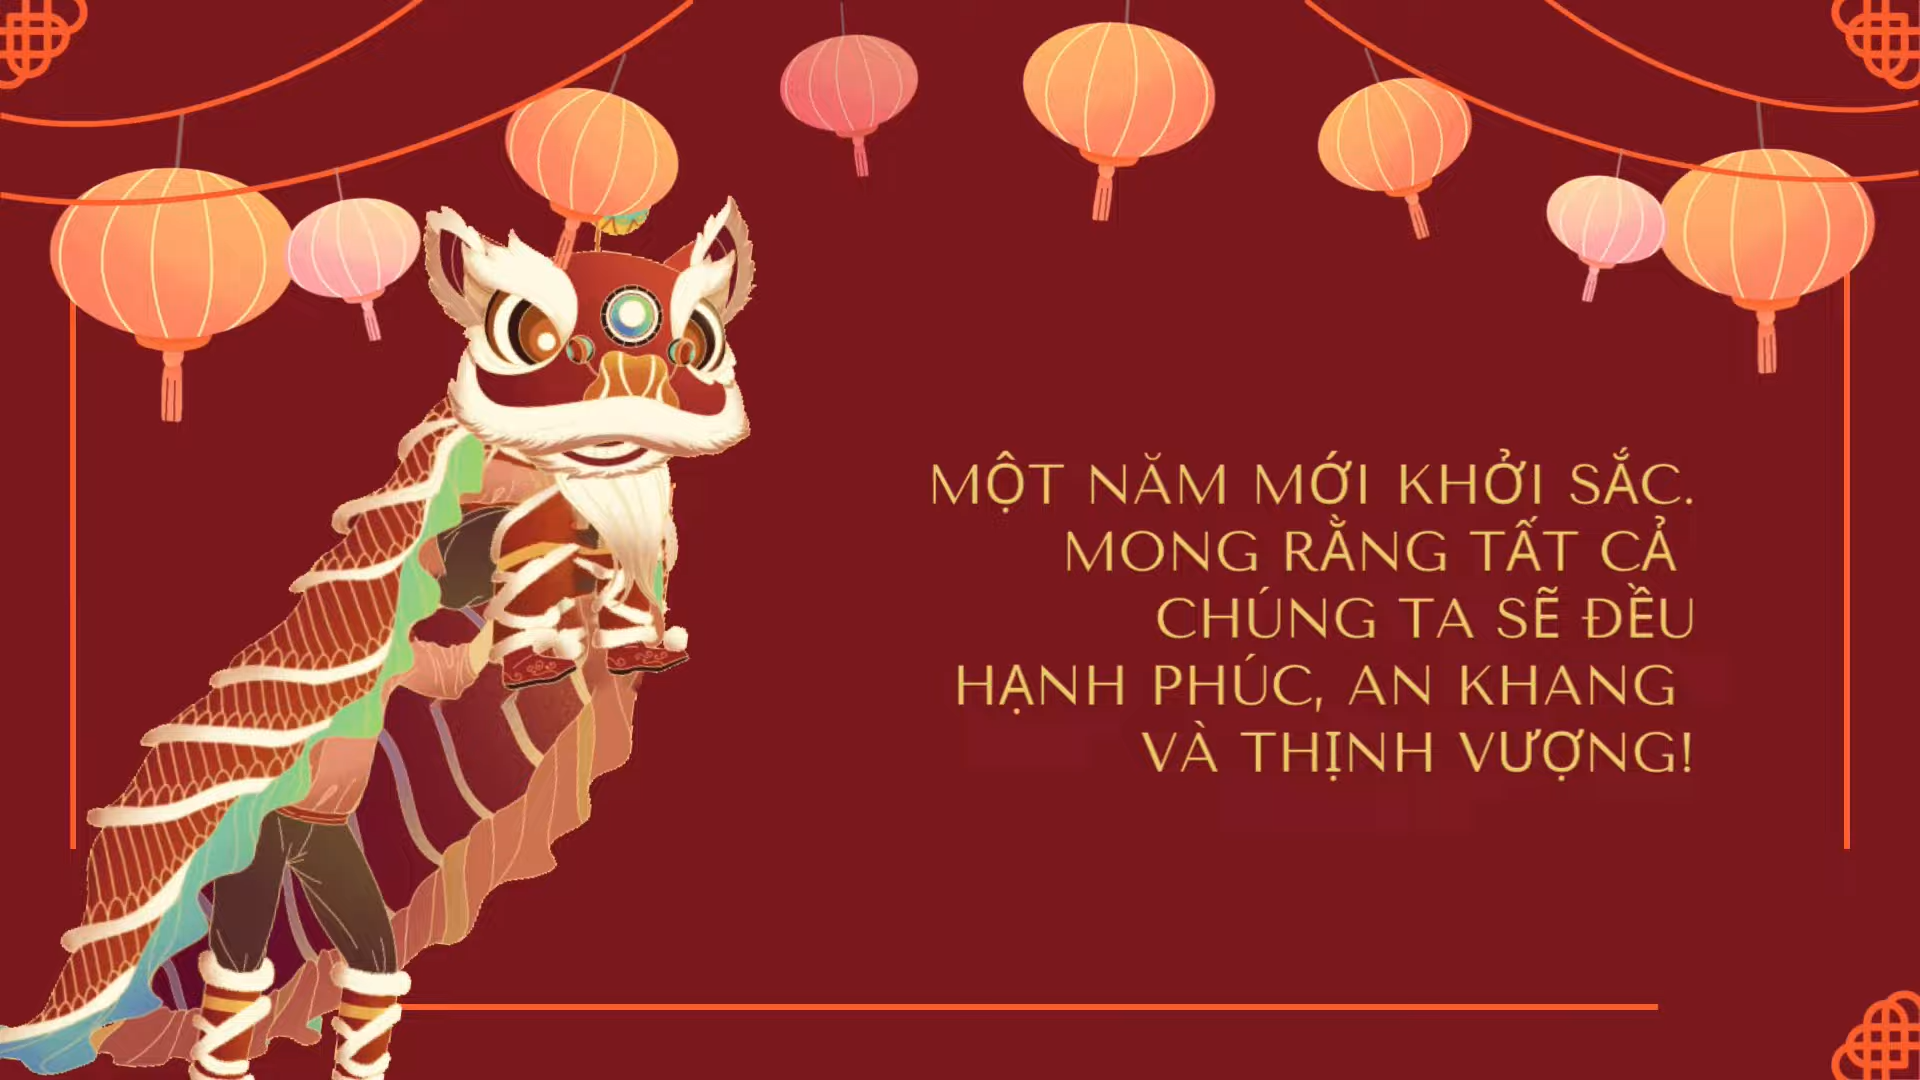 MỘT NĂM MỚI KHỞI SẮC.
MONG RẰNG TẤT CẢ
CHÚNG TA SẼ ĐỀU
HẠNH PHÚC, AN KHANG
VÀ THỊNH VƯỢNG!